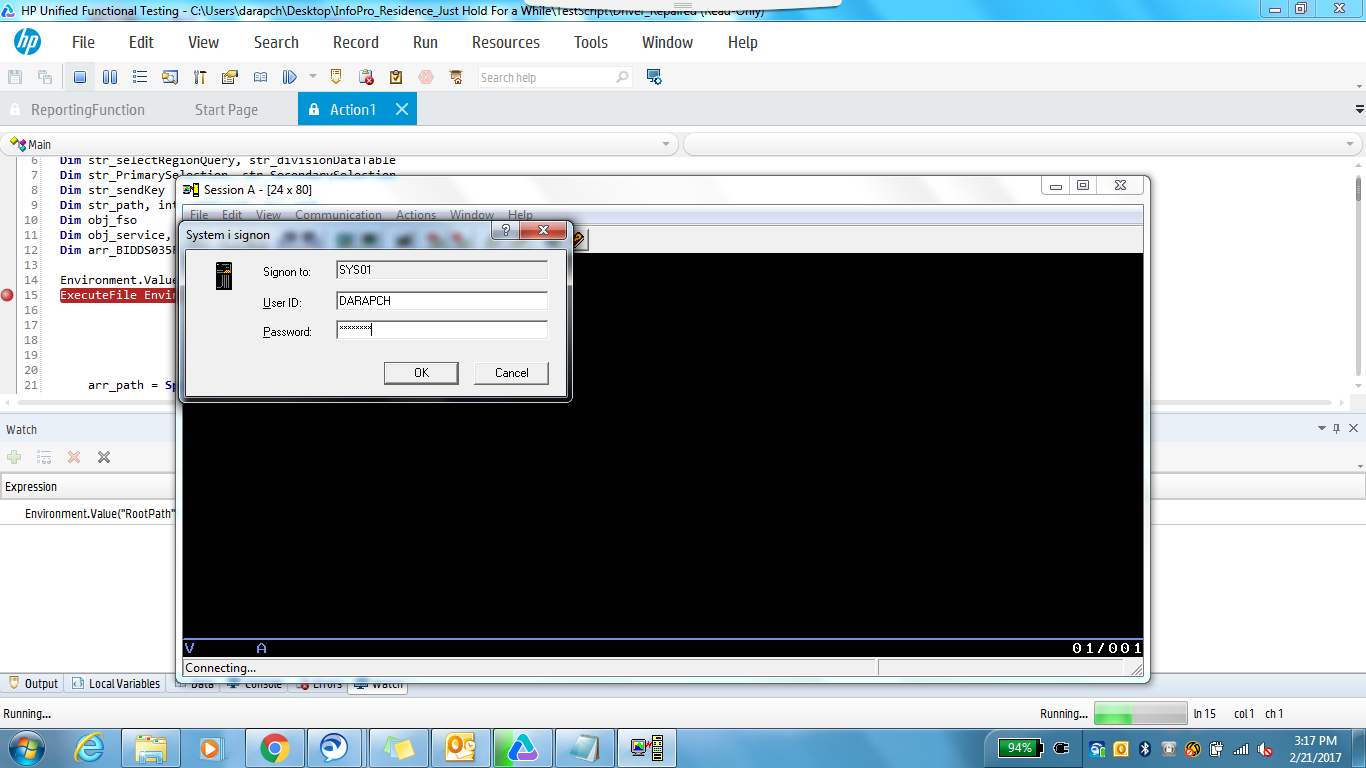 HP Unified Functional Testing - C:\Users\darapch\Desktop\InfoPro_Residence_Just Hold For a While\TestScript\Driver_Repaired (Read-Only)
hp File Edit View Search Record Run Resources Tools Window Help
Search help
ReportingFunction Start Page Action1
Main
6 Dim str_selectRegionQuery, str_divisionDataTable
7 Dim str_PrimarySelection, str_SecondarySelection
8 Dim str_sendKey
9 Dim str_path, int
10 Dim obj_fso
11 Dim obj_service,
12 Dim arr_BIDDS035
13
14 Environment.Value
15 ExecuteFile Envi
16
17
18
19
20
21 arr_path = Sp
Session A - [24 x 80]
File Edit View Communication Actions Window Help
System i signon
Signon to: SYS01
User ID: DARAPCH
Password: ********
OK Cancel
V A 01/001
Connecting...
Watch
Expression
Environment.Value("RootPath"
Output Local Variables Data Console Errors Watch
Running... Running... ln 15 col 1 ch 1
94% 3:17 PM
2/21/2017